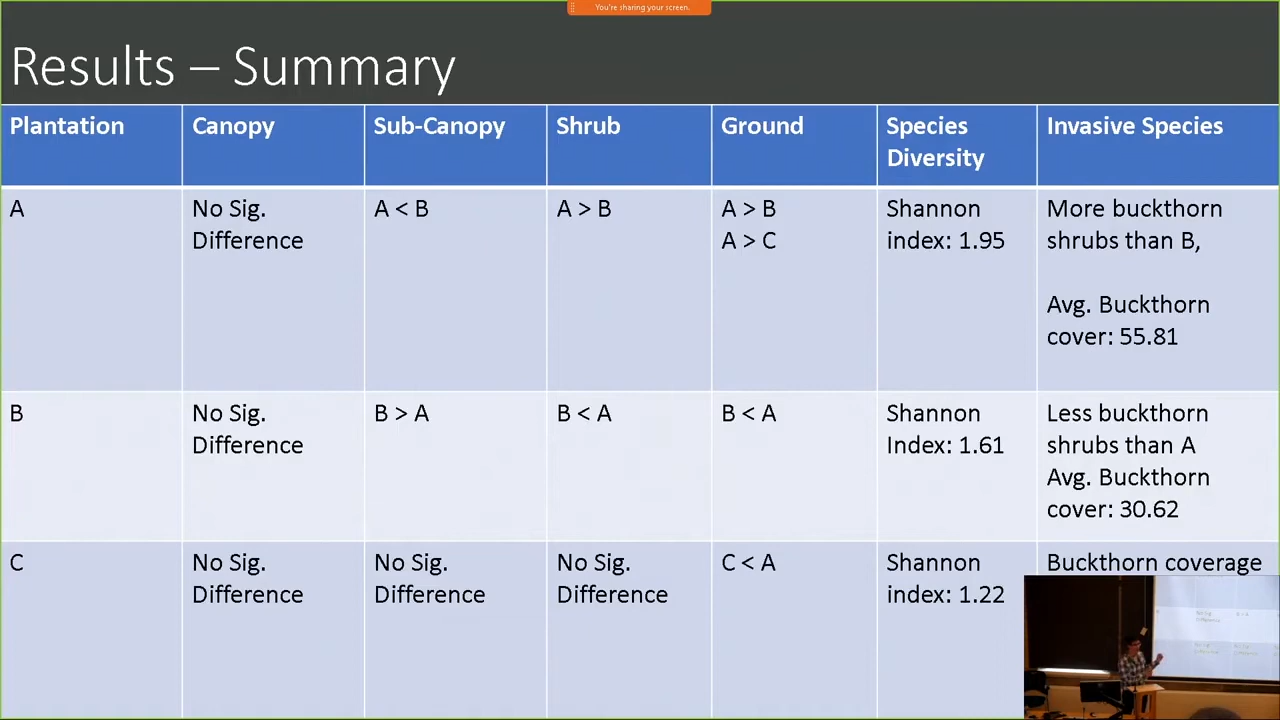 You're sharing your screen.
Results – Summary
Plantation
Canopy
Sub-Canopy
Shrub
Ground
Species
Diversity
Invasive Species
A
No Sig.
Difference
A < B
A > B
A > B
A > C
Shannon
index: 1.95
More buckthorn
shrubs than B,
Avg. Buckthorn
cover: 55.81
B
No Sig.
Difference
B > A
B < A
B < A
Shannon
Index: 1.61
Less buckthorn
shrubs than A
Avg. Buckthorn
cover: 30.62
C
No Sig.
Difference
No Sig.
Difference
No Sig.
Difference
C < A
Shannon
index: 1.22
Buckthorn coverage